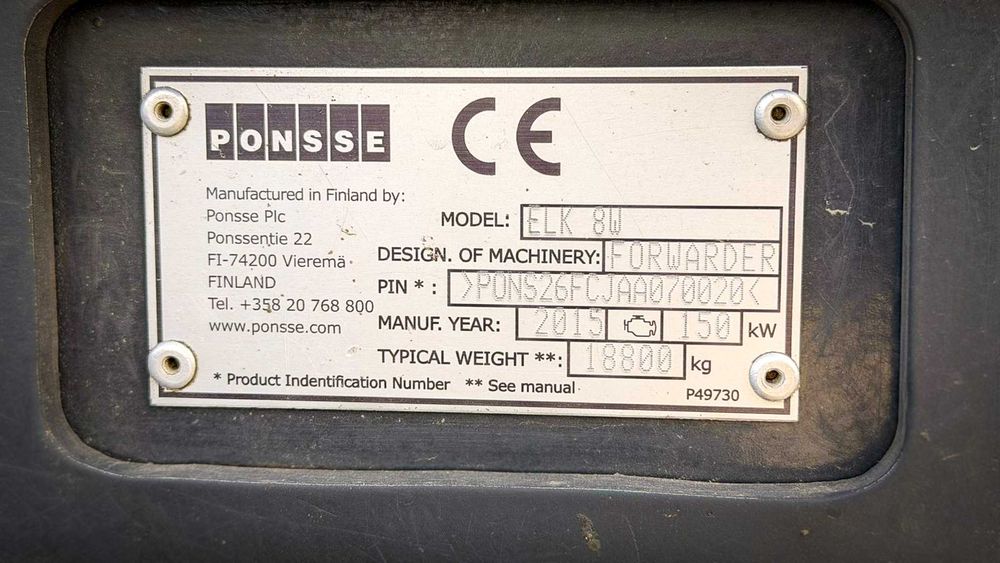 PONSSE
CE
Manufactured in Finland by:
Ponsse Plc
Ponssentie 22
FI-74200 Vieremä
FINLAND
Tel. +358 20 768 800
www.ponsse.com
MODEL: ELK 8W
DESIGN. OF MACHINERY: FORWARDER
PIN * : >PONS26FCJAA070020<
MANUF. YEAR: 2015 150 kW
TYPICAL WEIGHT **: 18800 kg
* Product Indentification Number ** See manual
P49730